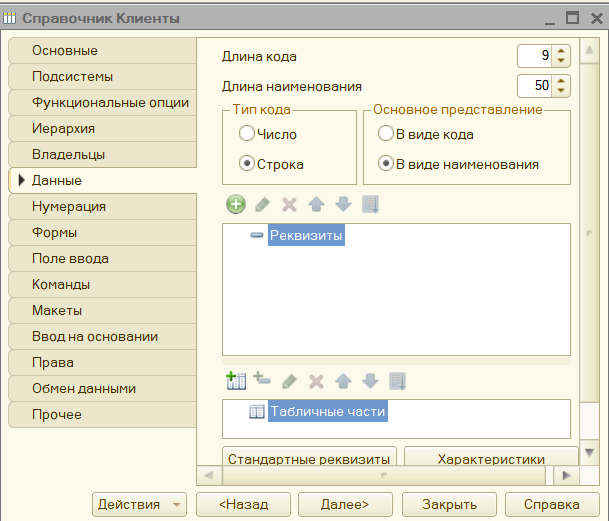 Справочник Клиенты
Основные
Подсистемы
Функциональные опции
Иерархия
Владельцы
Данные
Нумерация
Формы
Поле ввода
Команды
Макеты
Ввод на основании
Права
Обмен данными
Прочее
Длина кода 9
Длина наименования 50
Тип кода
Число
Строка
Основное представление
В виде кода
В виде наименования
Реквизиты
Табличные части
Стандартные реквизиты Характеристики
Действия <Назад Далее> Закрыть Справка